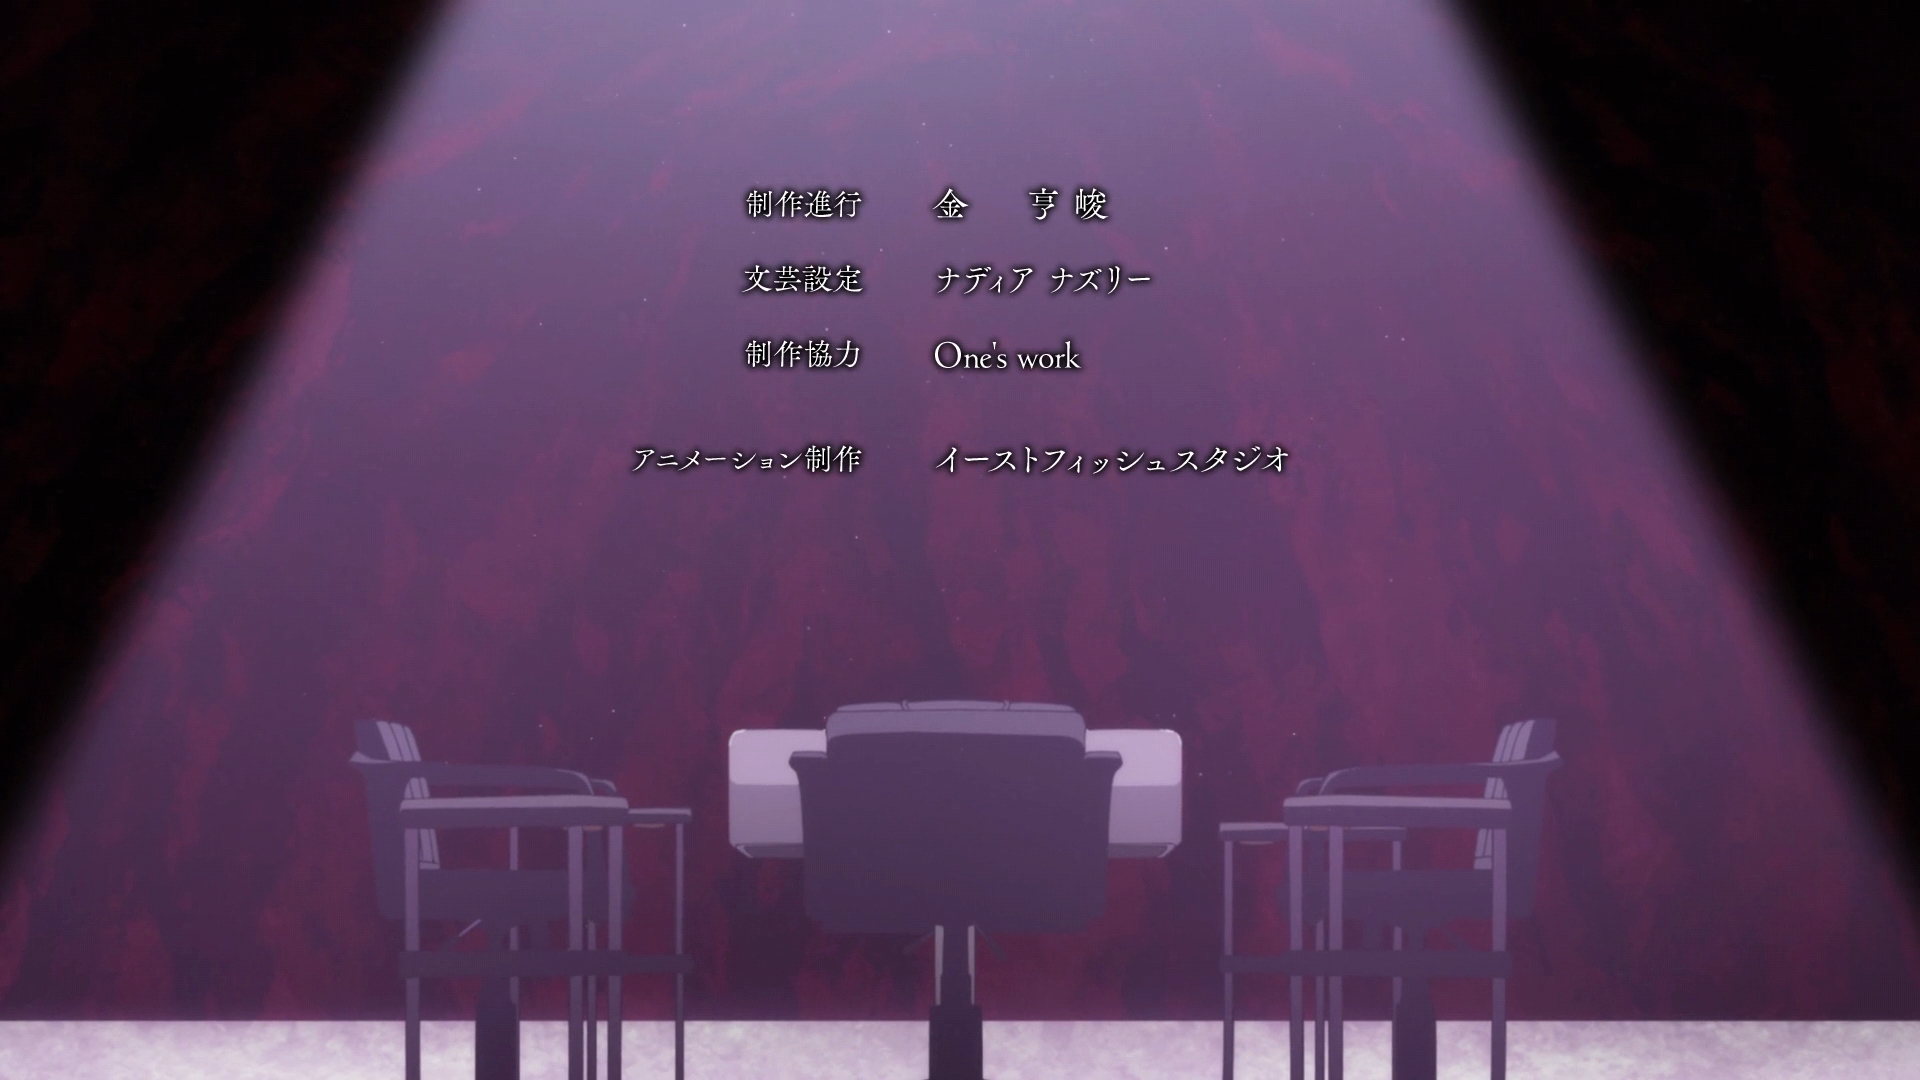 制作進行 金 亨峻
文芸設定 ナディア ナズリー
制作協力 One's work
アニメーション制作 イーストフィッシュスタジオ